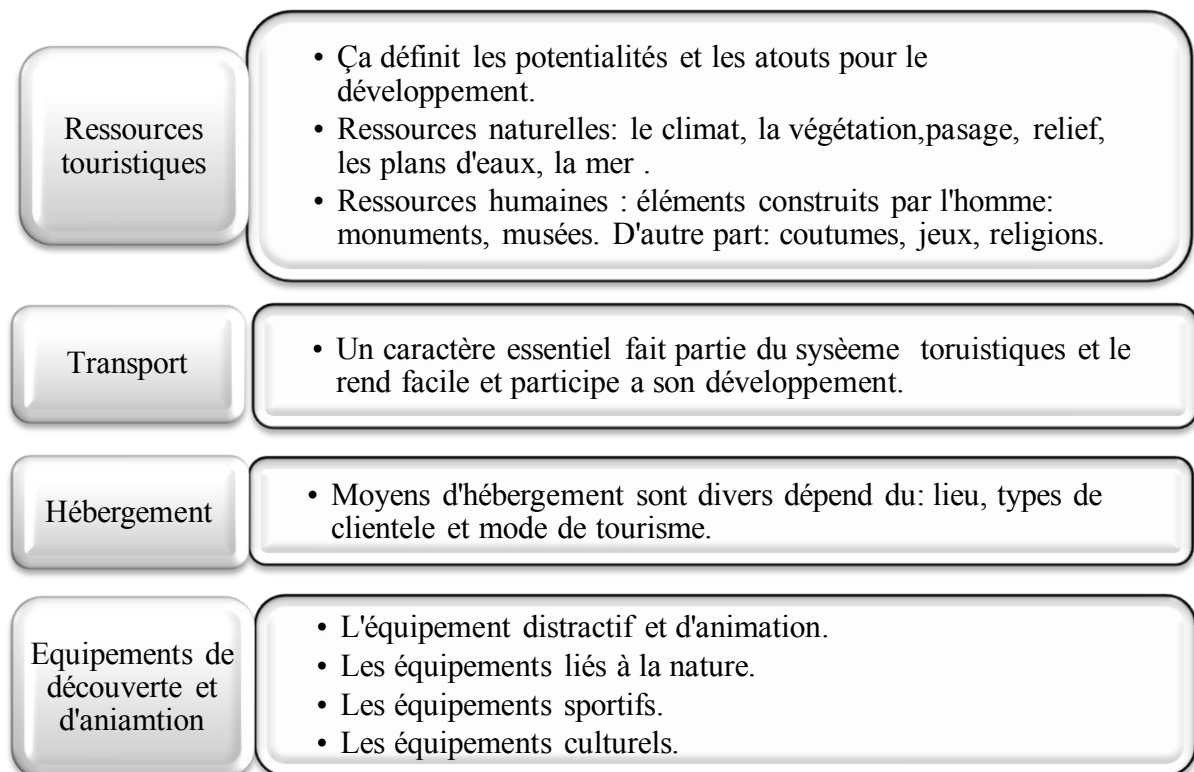 Ressources
touristiques
• Ça définit les potentialités et les atouts pour le
développement.
• Ressources naturelles: le climat, la végétation,pasage, relief,
les plans d'eaux, la mer .
• Ressources humaines : éléments construits par l'homme:
monuments, musées. D'autre part: coutumes, jeux, religions.
Transport
• Un caractère essentiel fait partie du sysèeme toruistiques et le
rend facile et participe a son développement.
Hébergement
• Moyens d'hébergement sont divers dépend du: lieu, types de
clientele et mode de tourisme.
Equipements de
découverte et
d'aniamtion
• L'équipement distractif et d'animation.
• Les équipements liés à la nature.
• Les équipements sportifs.
• Les équipements culturels.